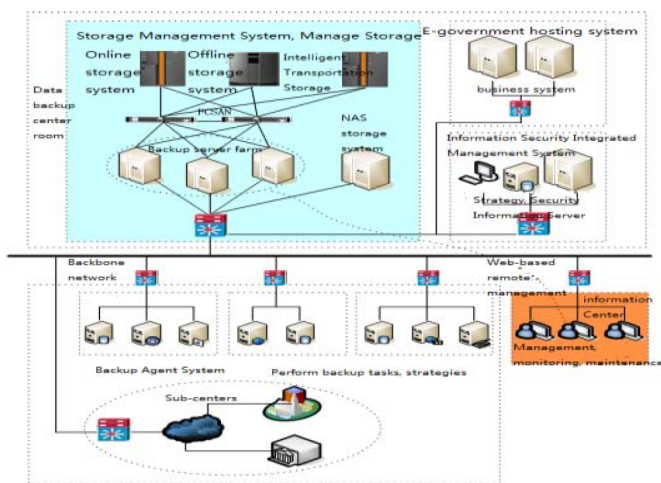 Storage Management System, Manage Storage
E-government hosting system
Online
storage
system
Offline
storage
system
Intelligent
Transportation
Storage
business system
Data
backup
center
room
FCSAN
NAS
storage
system
Backup server farm
Information Security Integrated
Management System
Strategy, Security
Information Server
Backbone
network
Web-based
remote
management
information
Center
Management,
monitoring, maintenance
Backup Agent System
Perform backup tasks, strategies
Sub-centers